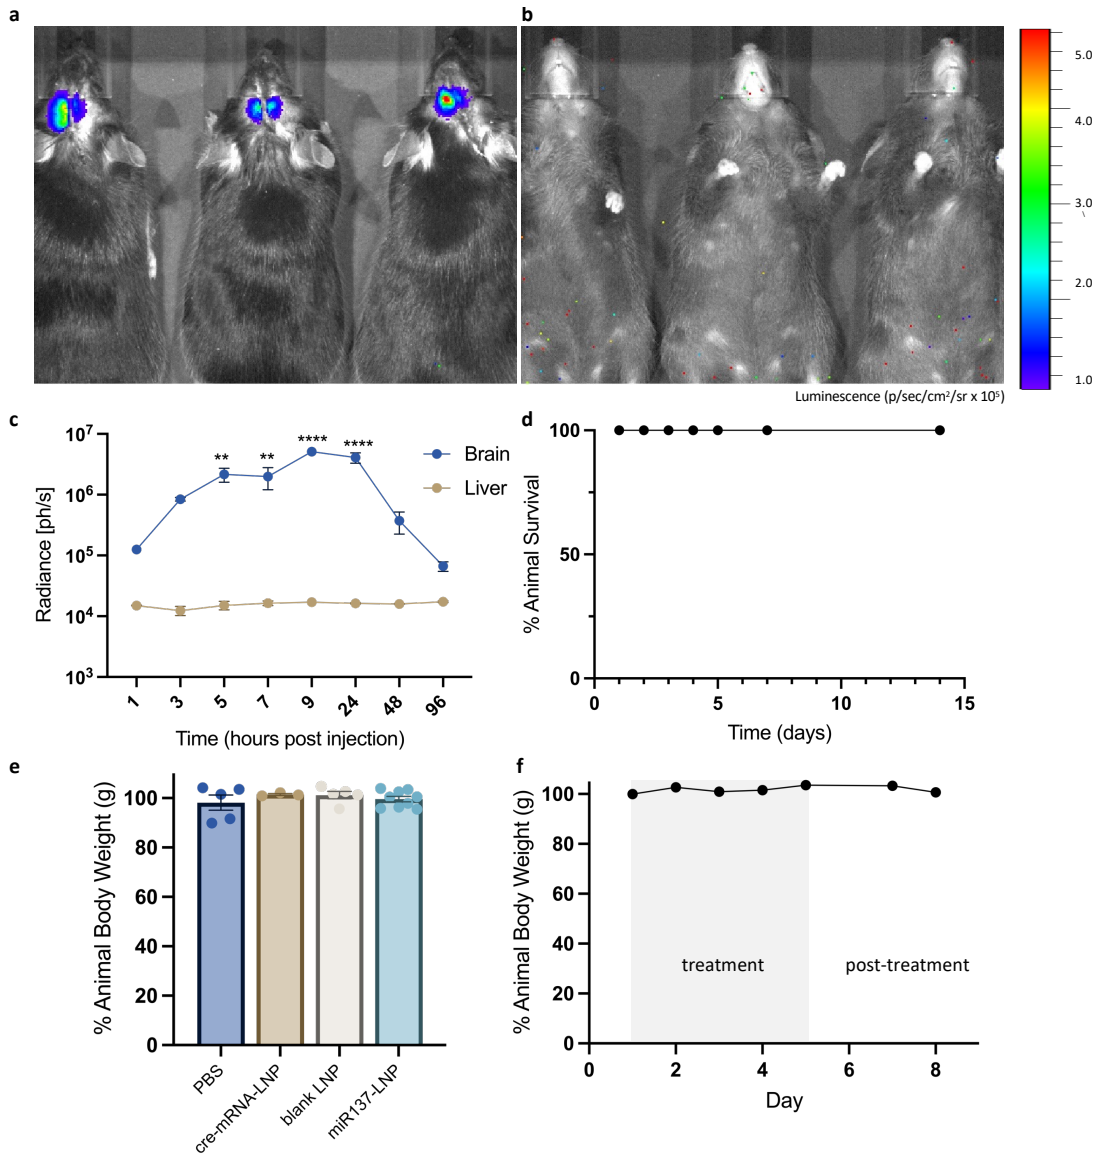 a
b
5.0
4.0
3.0
\
2.0
1.0
Luminescence (p/sec/cm²/sr x 10⁵)
c
10⁷
10⁶
10⁵
10⁴
10³
Radiance [ph/s]
** ** **** ****
Brain
Liver
1 3 5 7 9 24 48 96
Time (hours post injection)
d
100
50
0
% Animal Survival
0 5 10 15
Time (days)
e
100
80
60
40
20
0
% Animal Body Weight (g)
PBS
cre-mRNA-LNP
blank LNP
miR137-LNP
f
100
80
60
40
20
0
% Animal Body Weight (g)
treatment
post-treatment
0 2 4 6 8
Day